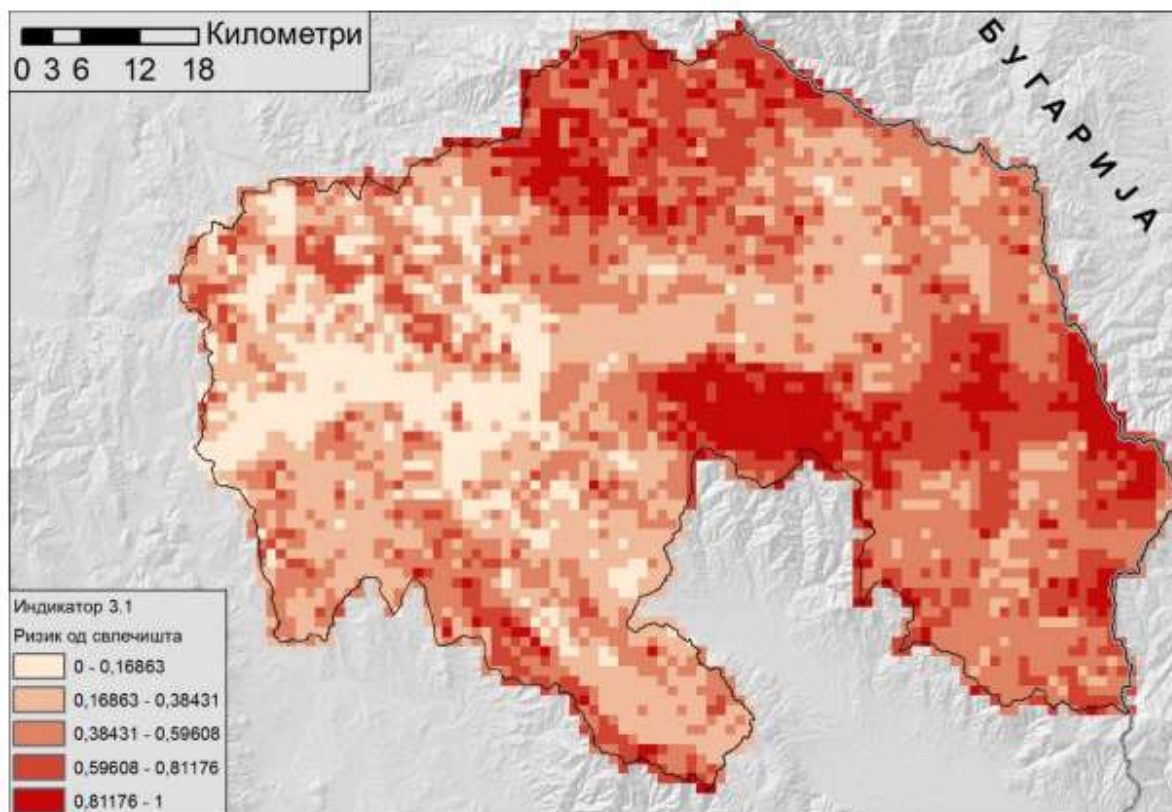 Километри
0 3 6 12 18
БУГАРИЈА
Индикатор 3.1
Ризик од свлечишта
0 - 0,16863
0,16863 - 0,38431
0,38431 - 0,59608
0,59608 - 0,81176
0,81176 - 1